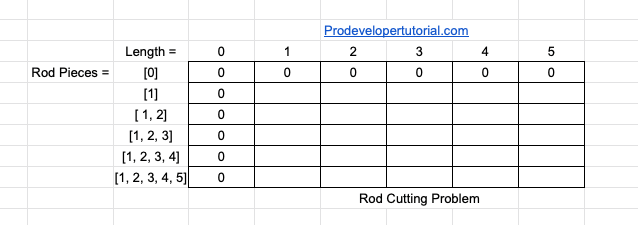 Prodevelopertutorial.com
Length = 0 1 2 3 4 5
Rod Pieces = [0] 0 0 0 0 0 0
[1] 0
[ 1, 2] 0
[1, 2, 3] 0
[1, 2, 3, 4] 0
[1, 2, 3, 4, 5] 0
Rod Cutting Problem